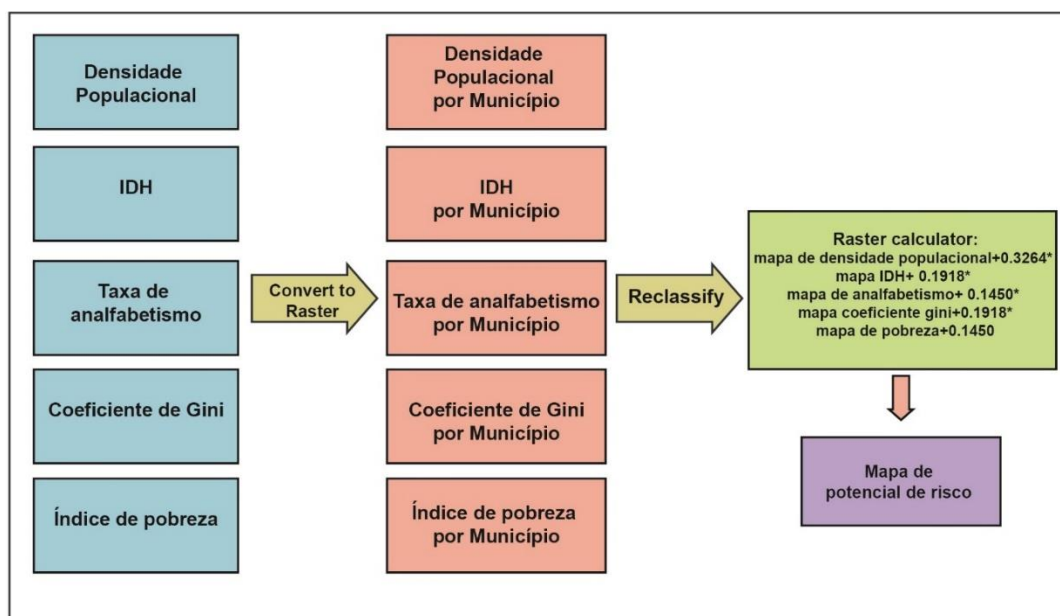 Densidade
Populacional
IDH
Taxa de
analfabetismo
Coeficiente de Gini
Índice de pobreza
Convert to
Raster
Densidade
Populacional
por Município
IDH
por Município
Taxa de analfabetismo
por Município
Coeficiente de Gini
por Município
Índice de pobreza
por Município
Reclassify
Raster calculator:
mapa de densidade populacional+0.3264*
mapa IDH+ 0.1918*
mapa de analfabetismo+ 0.1450*
mapa coeficiente gini+0.1918*
mapa de pobreza+0.1450
Mapa de
potencial de risco